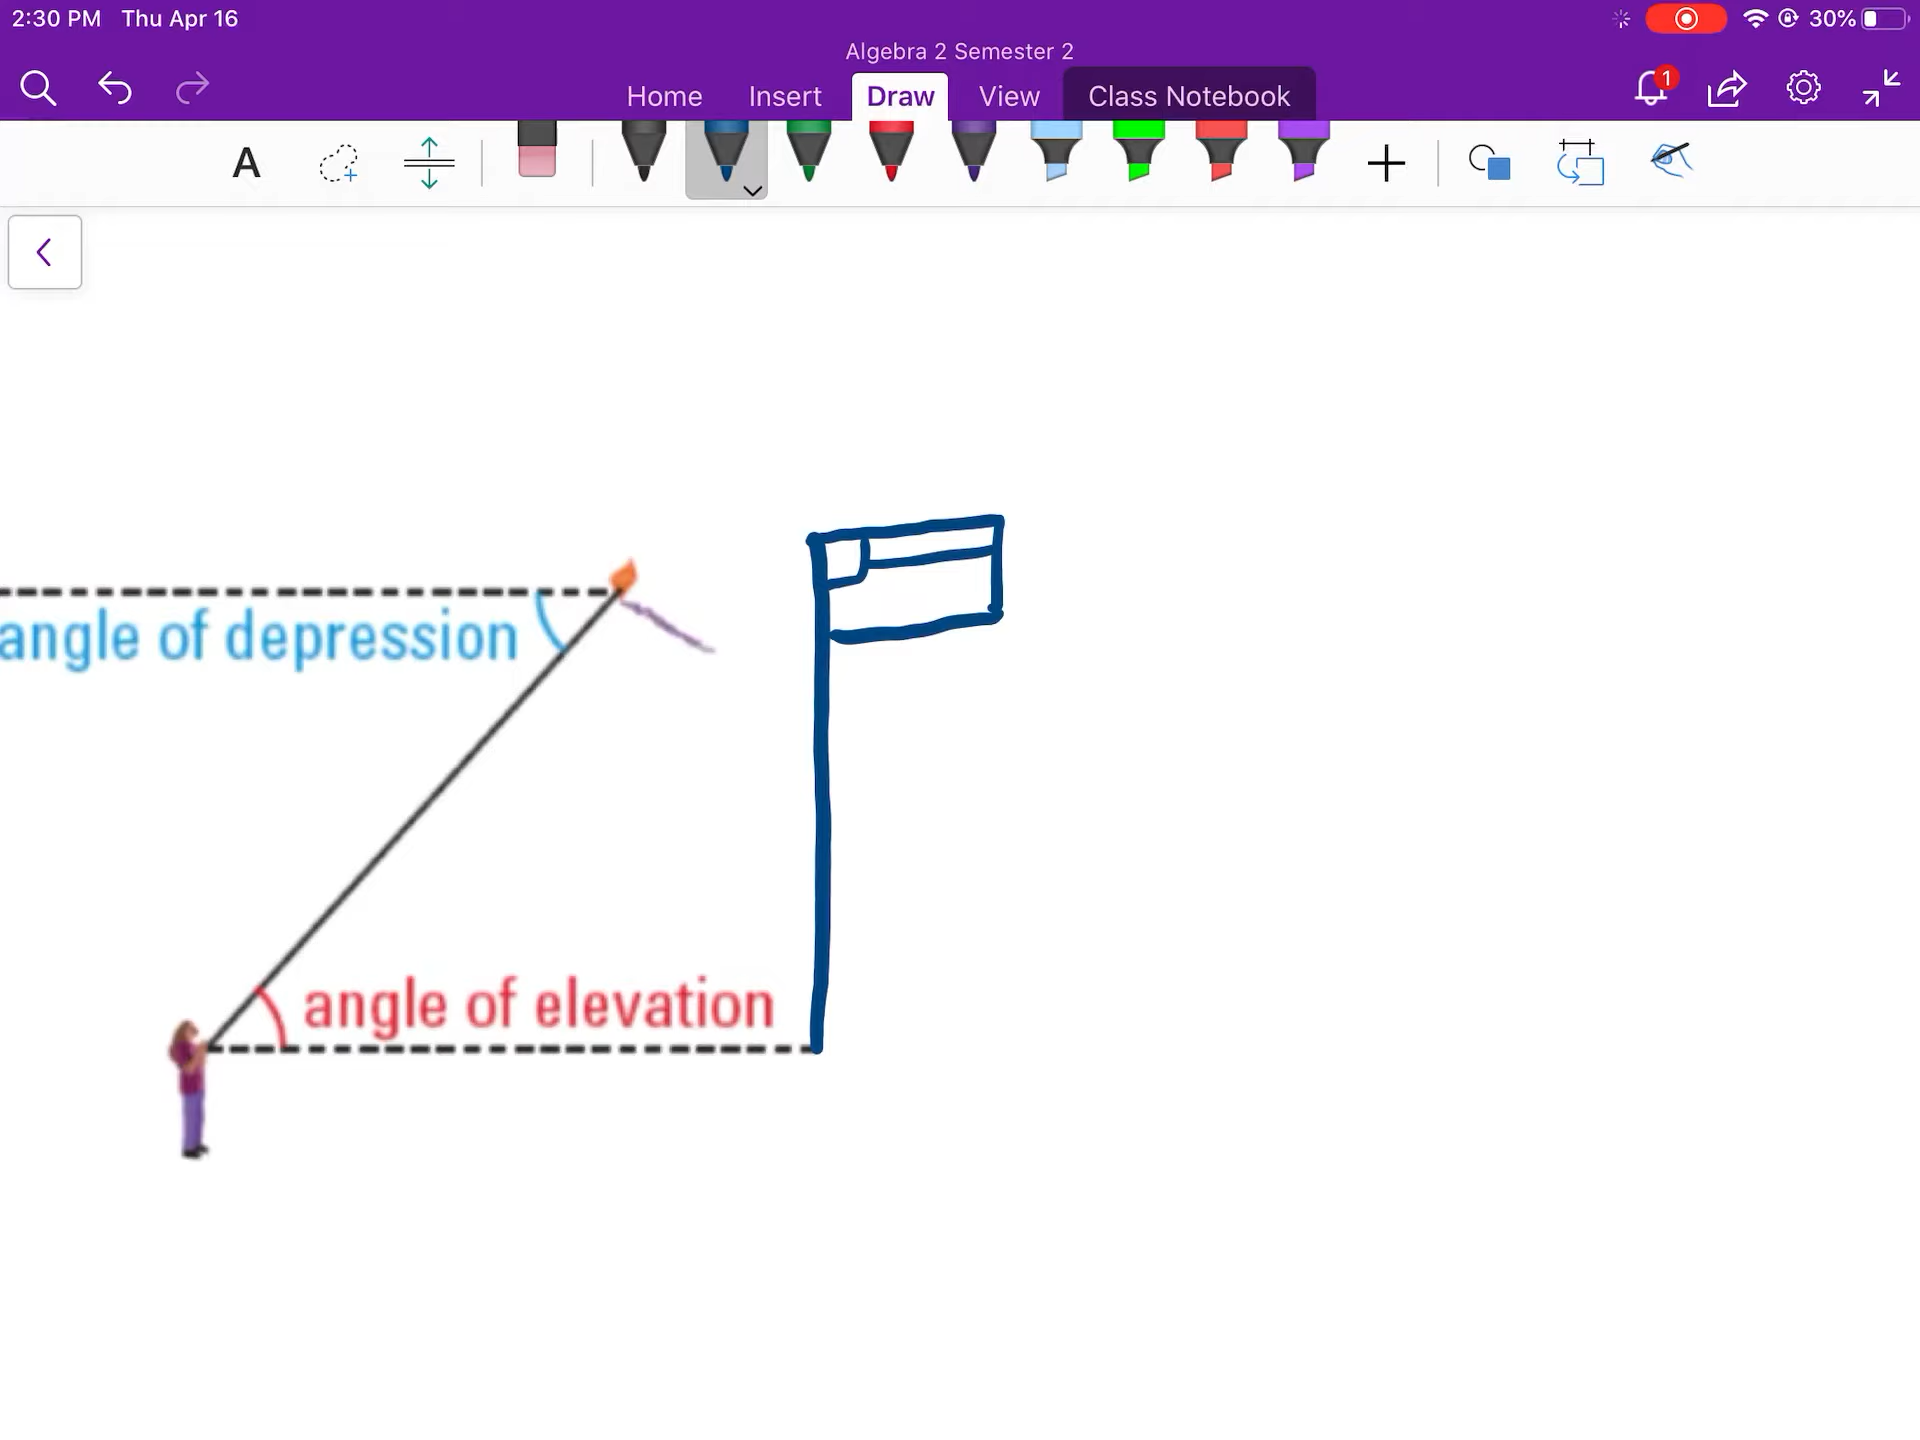 2:30 PM Thu Apr 16
30%
Algebra 2 Semester 2
Home Insert Draw View Class Notebook
1
A
angle of depression
angle of elevation